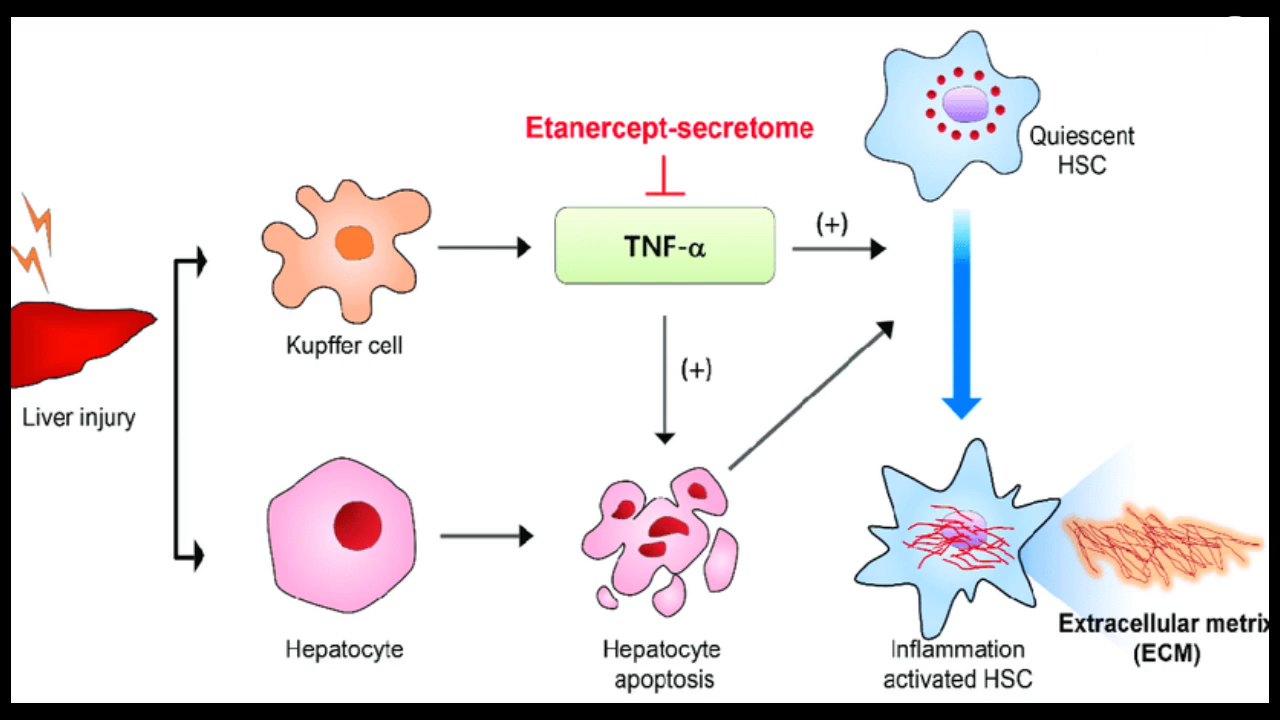 Etanercept-secretome
Quiescent
HSC
TNF-α
(+)
Kupffer cell
(+)
Liver injury
Extracellular metrix
(ECM)
Hepatocyte
Hepatocyte
apoptosis
Inflammation
activated HSC